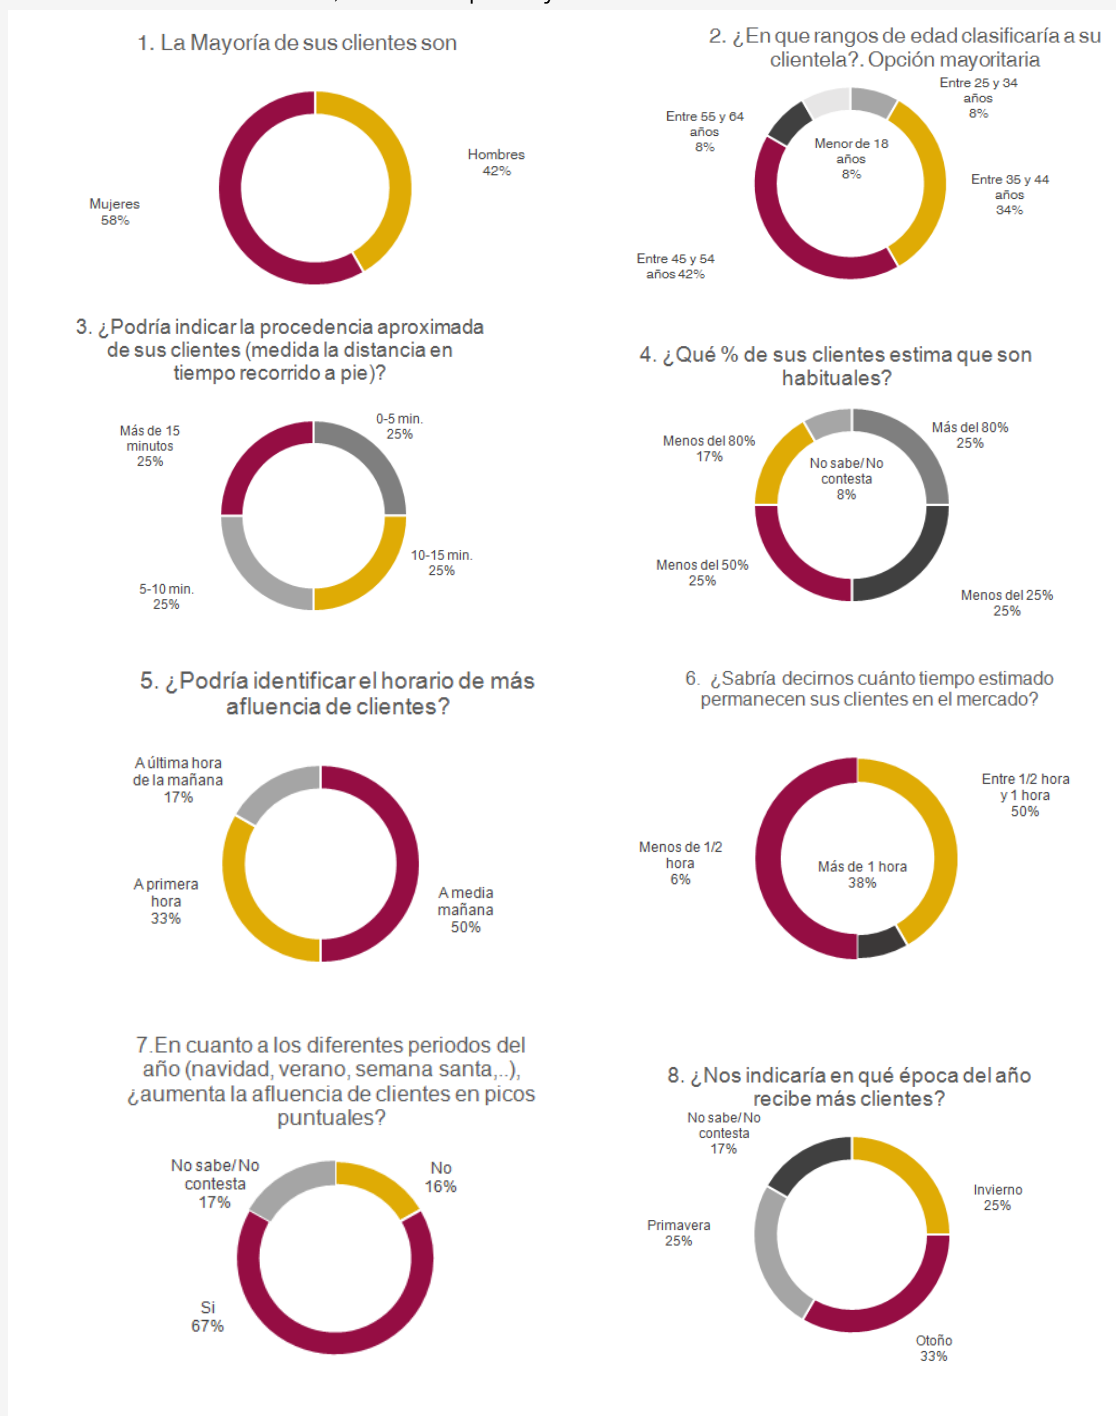 1. La Mayoría de sus clientes son
Hombres
42%
Mujeres
58%
2. ¿En que rangos de edad clasificaría a su
clientela?. Opción mayoritaria
Entre 25 y 34
años
8%
Entre 55 y 64
años
8%
Menor de 18
años
8%
Entre 35 y 44
años
34%
Entre 45 y 54
años 42%
3. ¿Podría indicar la procedencia aproximada
de sus clientes (medida la distancia en
tiempo recorrido a pie)?
0-5 min.
25%
Más de 15
minutos
25%
10-15 min.
25%
5-10 min.
25%
4. ¿Qué % de sus clientes estima que son
habituales?
Más del 80%
25%
Menos del 80%
17%
No sabe/No
contesta
8%
Menos del 50%
25%
Menos del 25%
25%
5. ¿Podría identificar el horario de más
afluencia de clientes?
A última hora
de la mañana
17%
A primera
hora
33%
A media
mañana
50%
6. ¿Sabría decirnos cuánto tiempo estimado
permanecen sus clientes en el mercado?
Entre 1/2 hora
y 1 hora
50%
Menos de 1/2
hora
6%
Más de 1 hora
38%
7.En cuanto a los diferentes periodos del
año (navidad, verano, semana santa,..),
¿aumenta la afluencia de clientes en picos
puntuales?
No sabe/No
contesta
17%
No
16%
Si
67%
8. ¿Nos indicaría en qué época del año
recibe más clientes?
No sabe/No
contesta
17%
Invierno
25%
Primavera
25%
Otoño
33%